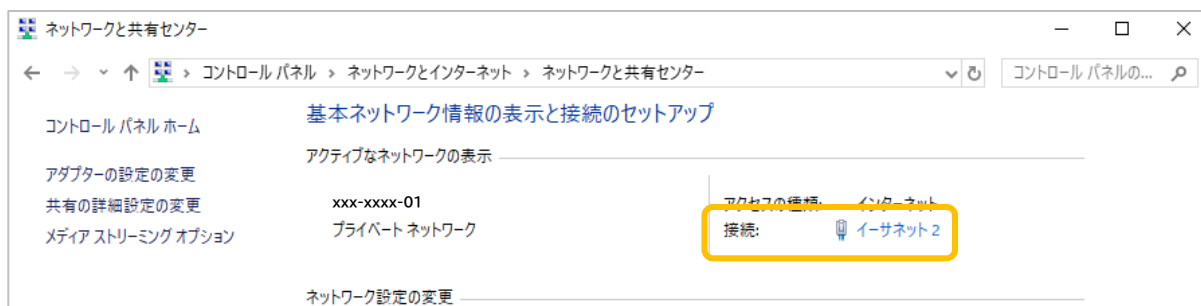 ネットワークと共有センター
コントロール パネル › ネットワークとインターネット › ネットワークと共有センター
コントロール パネルの...
コントロール パネル ホーム
アダプターの設定の変更
共有の詳細設定の変更
メディア ストリーミング オプション
基本ネットワーク情報の表示と接続のセットアップ
アクティブなネットワークの表示
xxx-xxxx-01
プライベート ネットワーク
アクセスの種類: インターネット
接続: イーサネット 2
ネットワーク設定の変更